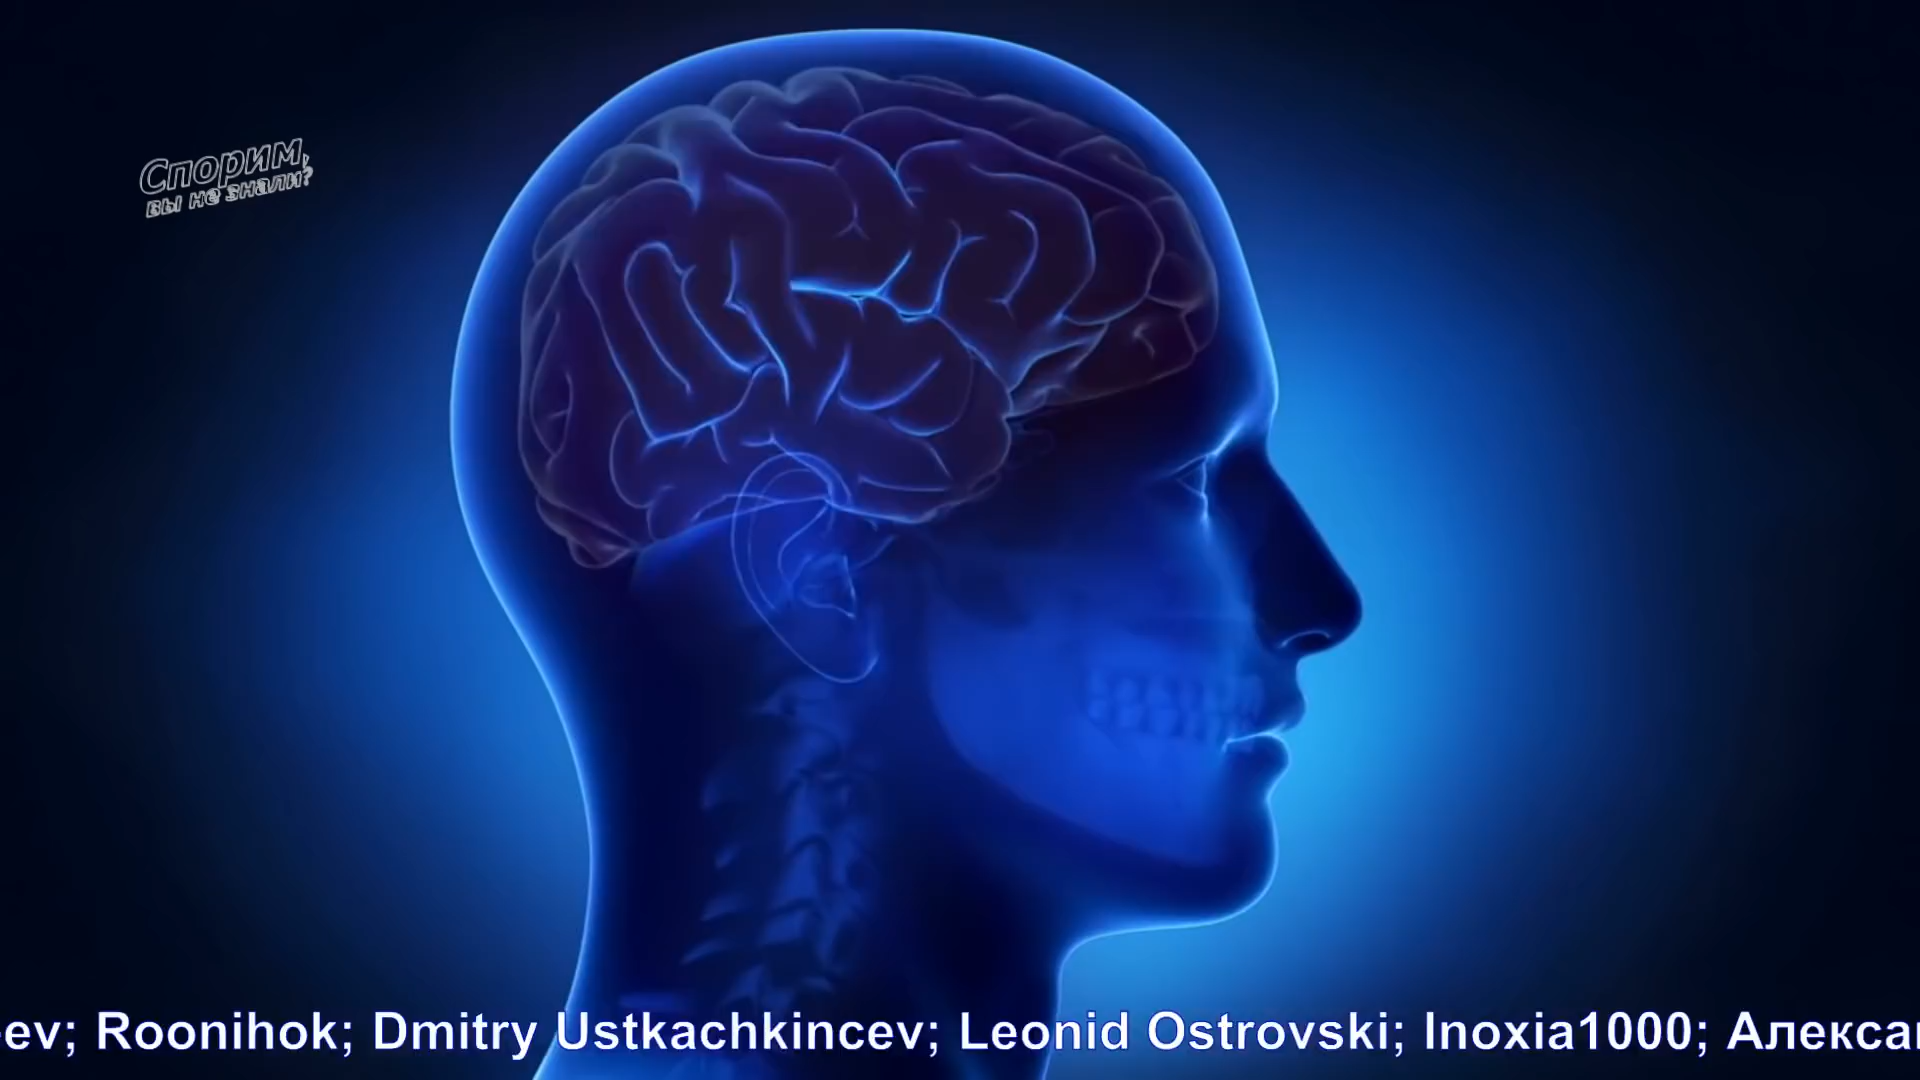 Спорим,
вы не знали?
ev; Roonihok; Dmitry Ustkachkincev; Leonid Ostrovski; Inoxia1000; Алекса